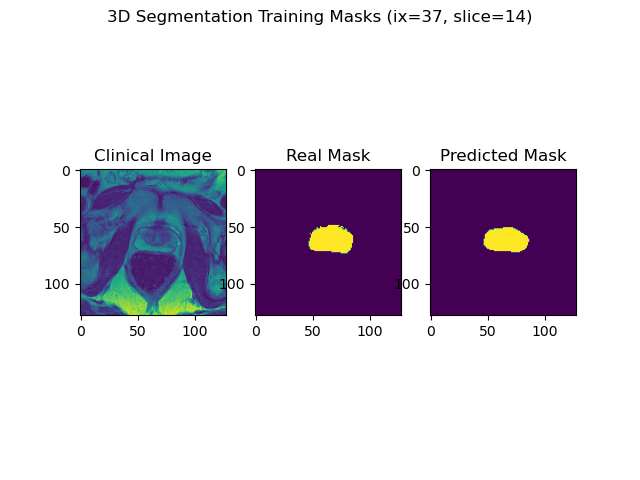 3D Segmentation Training Masks (ix=37, slice=14)
Clinical Image Real Mask Predicted Mask
0 0 0
50 50 50
100 100 100
0 50 100 0 50 100 0 50 100